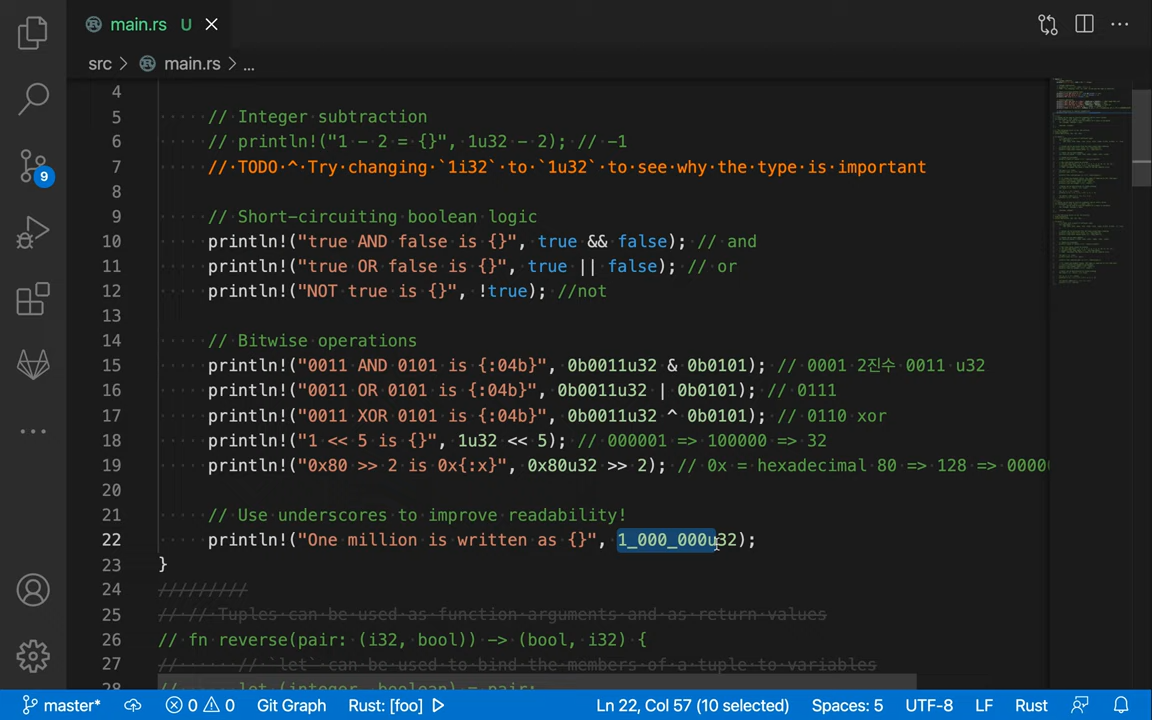 main.rs U
src > main.rs > ...
4
5 // Integer subtraction
6 // println!("1 - 2 = {}", 1u32 - 2); // -1
7 // TODO ^ Try changing `1i32` to `1u32` to see why the type is important
8
9 // Short-circuiting boolean logic
10 println!("true AND false is {}", true && false); // and
11 println!("true OR false is {}", true || false); // or
12 println!("NOT true is {}", !true); //not
13
14 // Bitwise operations
15 println!("0011 AND 0101 is {:04b}", 0b0011u32 & 0b0101); // 0001 2진수 0011 u32
16 println!("0011 OR 0101 is {:04b}", 0b0011u32 | 0b0101); // 0111
17 println!("0011 XOR 0101 is {:04b}", 0b0011u32 ^ 0b0101); // 0110 xor
18 println!("1 << 5 is {}", 1u32 << 5); // 000001 => 100000 => 32
19 println!("0x80 >> 2 is 0x{:x}", 0x80u32 >> 2); // 0x = hexadecimal 80 => 128 => 0000
20
21 // Use underscores to improve readability!
22 println!("One million is written as {}", 1_000_000u32);
23 }
24 /////////
25 // // Tuples can be used as function arguments and as return values
26 // fn reverse(pair: (i32, bool)) -> (bool, i32) {
27 // // `let` can be used to bind the members of a tuple to variables
28 // let (integer, boolean) = pair;
9
master* 0 0 Git Graph Rust: [foo] Ln 22, Col 57 (10 selected) Spaces: 5 UTF-8 LF Rust